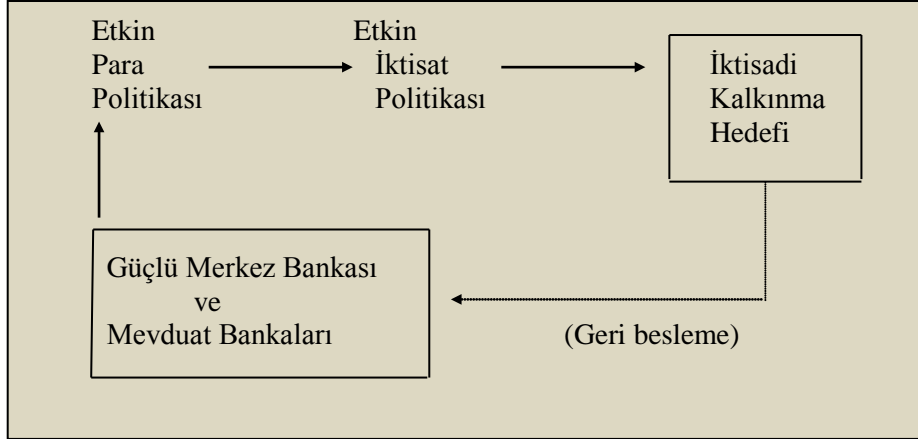 Etkin
Para
Politikası
Etkin
İktisat
Politikası
İktisadi
Kalkınma
Hedefi
Güçlü Merkez Bankası
ve
Mevduat Bankaları
(Geri besleme)